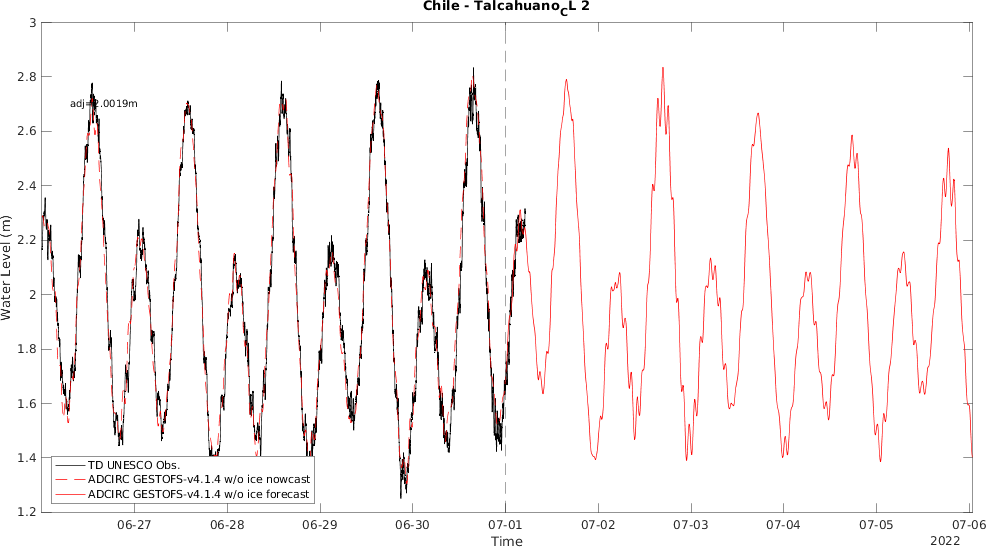 Chile - TalcahuanoCL 2
3
2.8
2.6
2.4
2.2
2
1.8
1.6
1.4
1.2
Water Level (m)
adj=2.0019m
TD UNESCO Obs.
ADCIRC GESTOFS-v4.1.4 w/o ice nowcast
ADCIRC GESTOFS-v4.1.4 w/o ice forecast
06-27 06-28 06-29 06-30 07-01 07-02 07-03 07-04 07-05 07-06
Time
2022